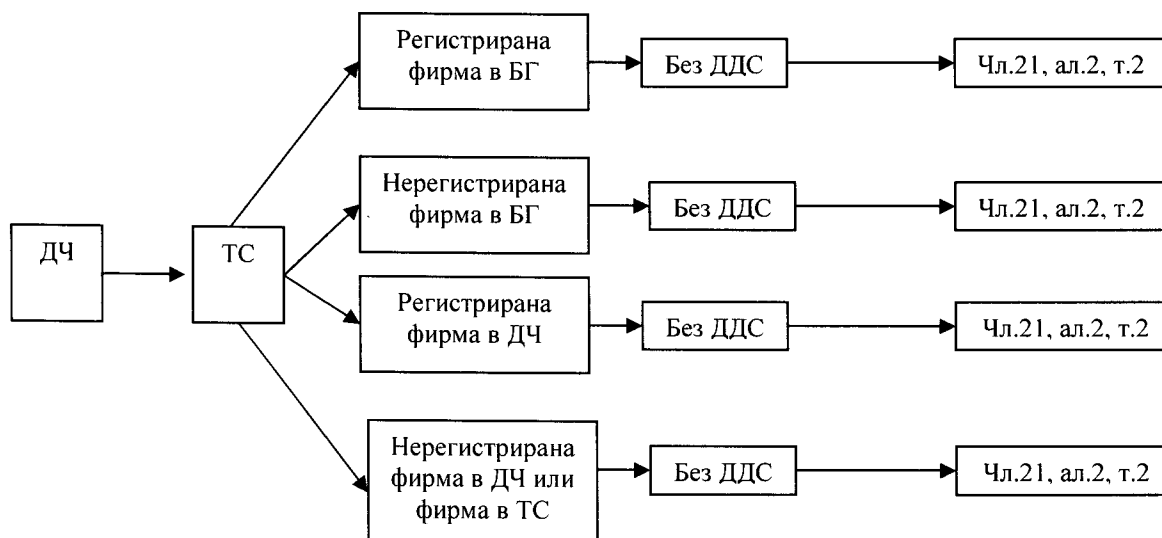 Регистрирана
фирма в БГ
Без ДДС
Чл.21, ал.2, т.2
Нерегистрирана
фирма в БГ
Без ДДС
Чл.21, ал.2, т.2
ДЧ
ТС
Регистрирана
фирма в ДЧ
Без ДДС
Чл.21, ал.2, т.2
Нерегистрирана
фирма в ДЧ или
фирма в ТС
Без ДДС
Чл.21, ал.2, т.2